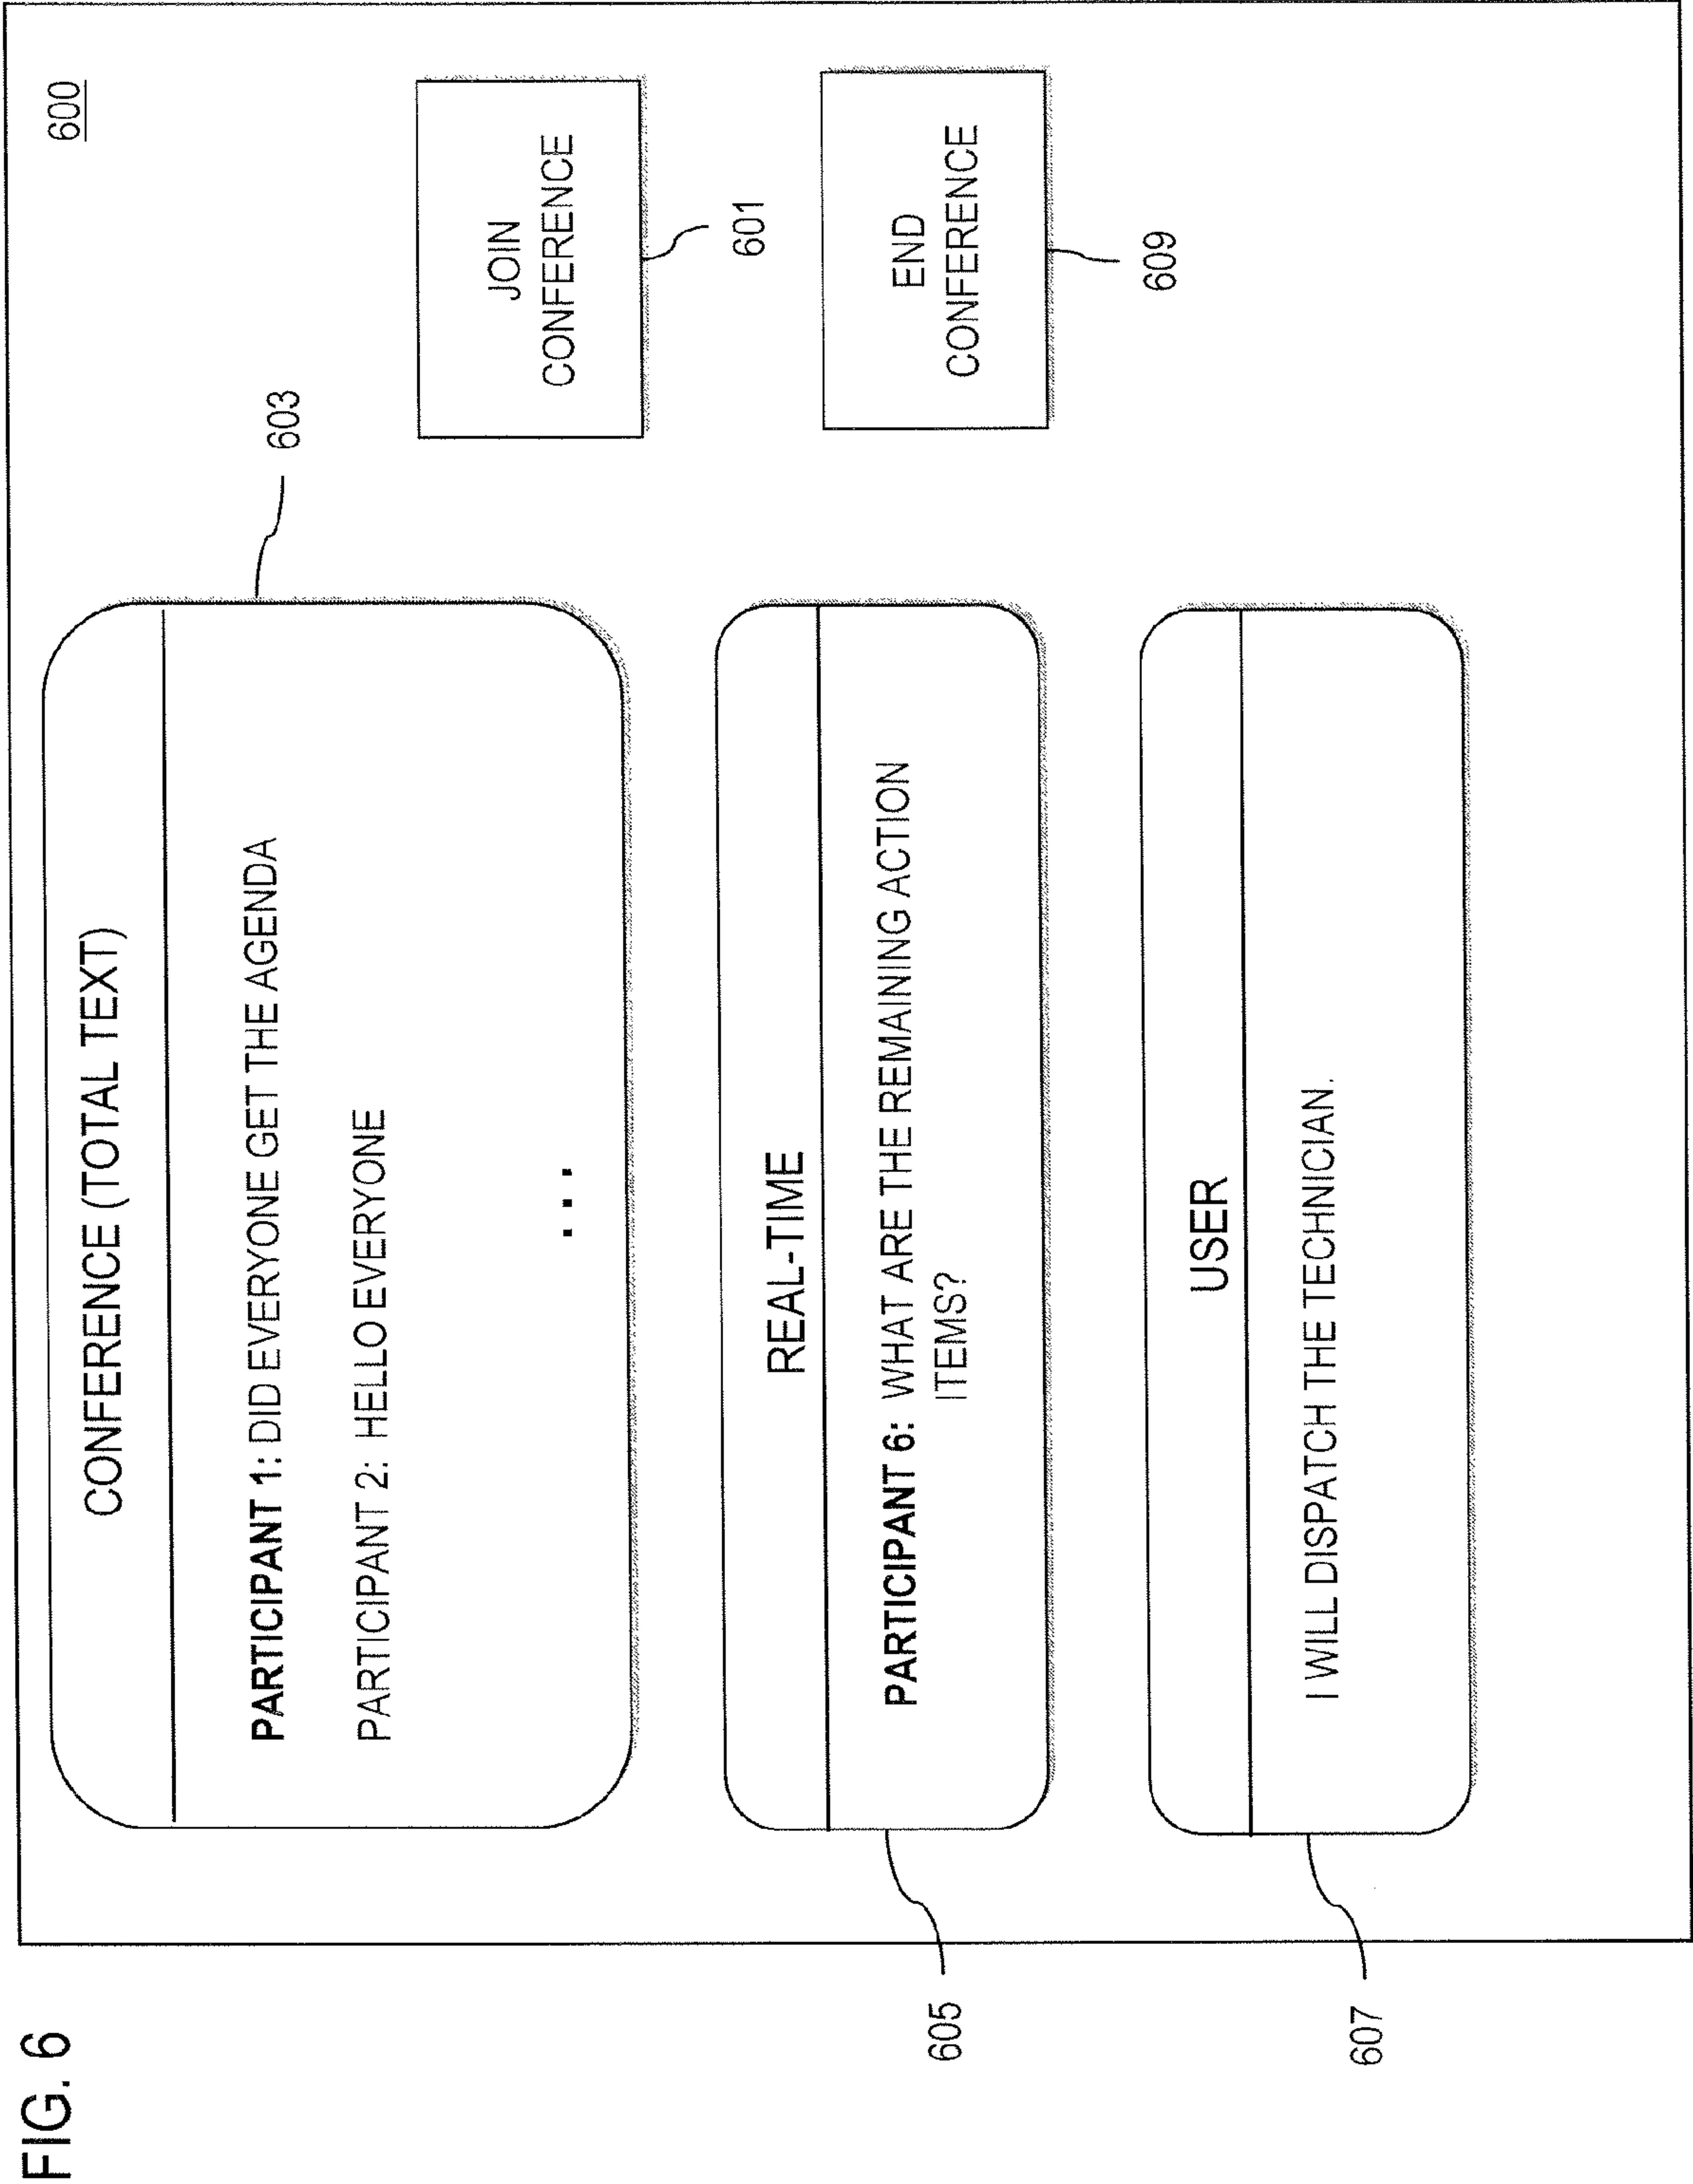 FIG. 6
600
CONFERENCE (TOTAL TEXT)
PARTICIPANT 1: DID EVERYONE GET THE AGENDA
PARTICIPANT 2: HELLO EVERYONE
...
603
JOIN
CONFERENCE
601
REAL-TIME
PARTICIPANT 6: WHAT ARE THE REMAINING ACTION
ITEMS?
605
END
CONFERENCE
609
USER
I WILL DISPATCH THE TECHNICIAN.
607